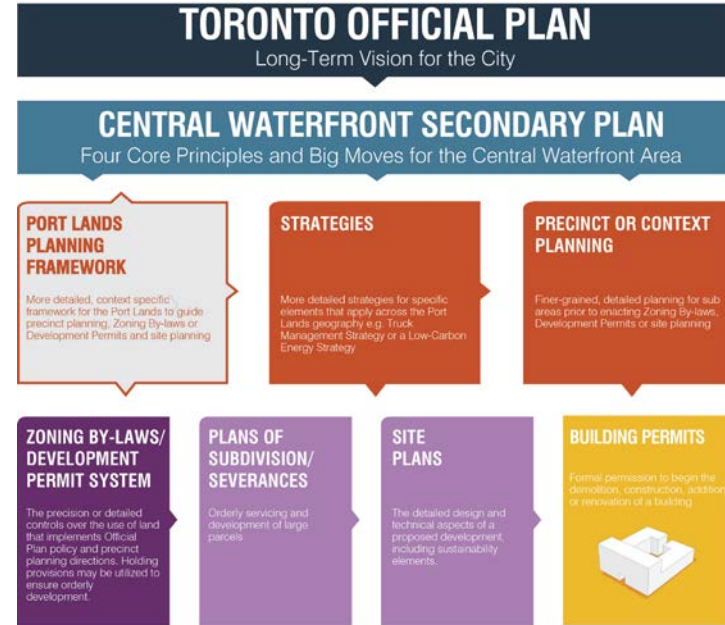 TORONTO OFFICIAL PLAN
Long-Term Vision for the City
CENTRAL WATERFRONT SECONDARY PLAN
Four Core Principles and Big Moves for the Central Waterfront Area
PORT LANDS
PLANNING
FRAMEWORK
More detailed, context specific
framework for the Port Lands to guide
precinct planning, Zoning By-laws or
Development Permits and site planning
STRATEGIES
More detailed strategies for specific
elements that apply across the Port
Lands geography e.g. Truck
Management Strategy or a Low-Carbon
Energy Strategy
PRECINCT OR CONTEXT
PLANNING
Finer-grained, detailed planning for sub
areas prior to enacting Zoning By-laws,
Development Permits or site planning
ZONING BY-LAWS/
DEVELOPMENT
PERMIT SYSTEM
The precision or detailed
controls over the use of land
that implements Official
Plan policy and precinct
planning directions. Holding
provisions may be utilized to
ensure orderly
development.
PLANS OF
SUBDIVISION/
SEVERANCES
Orderly servicing and
development of large
parcels
SITE
PLANS
The detailed design and
technical aspects of a
proposed development,
including sustainability
elements.
BUILDING PERMITS
Formal permission to begin the
demolition, construction, addition
or renovation of a building